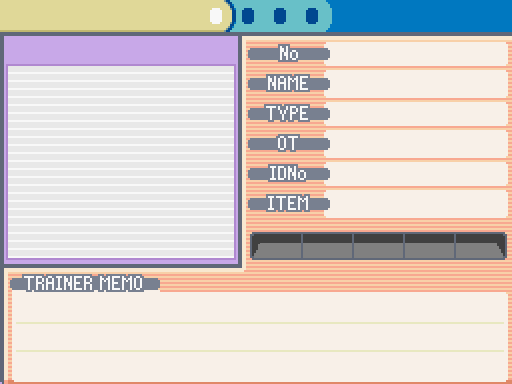 No
NAME
TYPE
OT
IDNo
ITEM
TRAINER MEMO